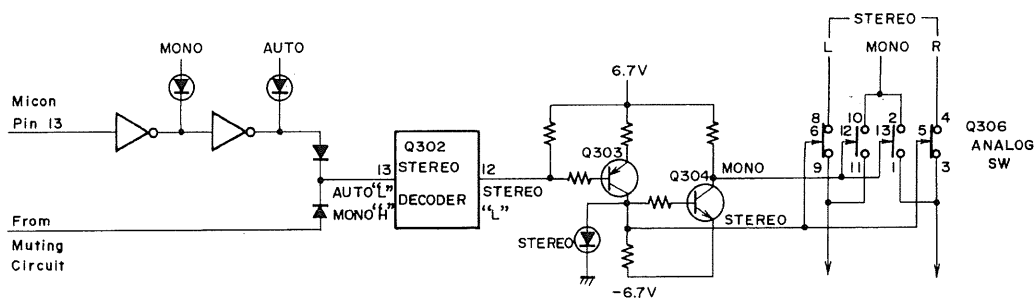 STEREO
L MONO R
MONO AUTO
6.7V
Micon
Pin 13
8 10 2 4
6 12 13 5
9 11 1 3
Q306
ANALOG
SW
Q302
STEREO
DECODER
13
12
AUTO"L"
MONO"H"
STEREO
"L"
Q303
Q304
MONO
STEREO
STEREO
From
Muting
Circuit
-6.7V